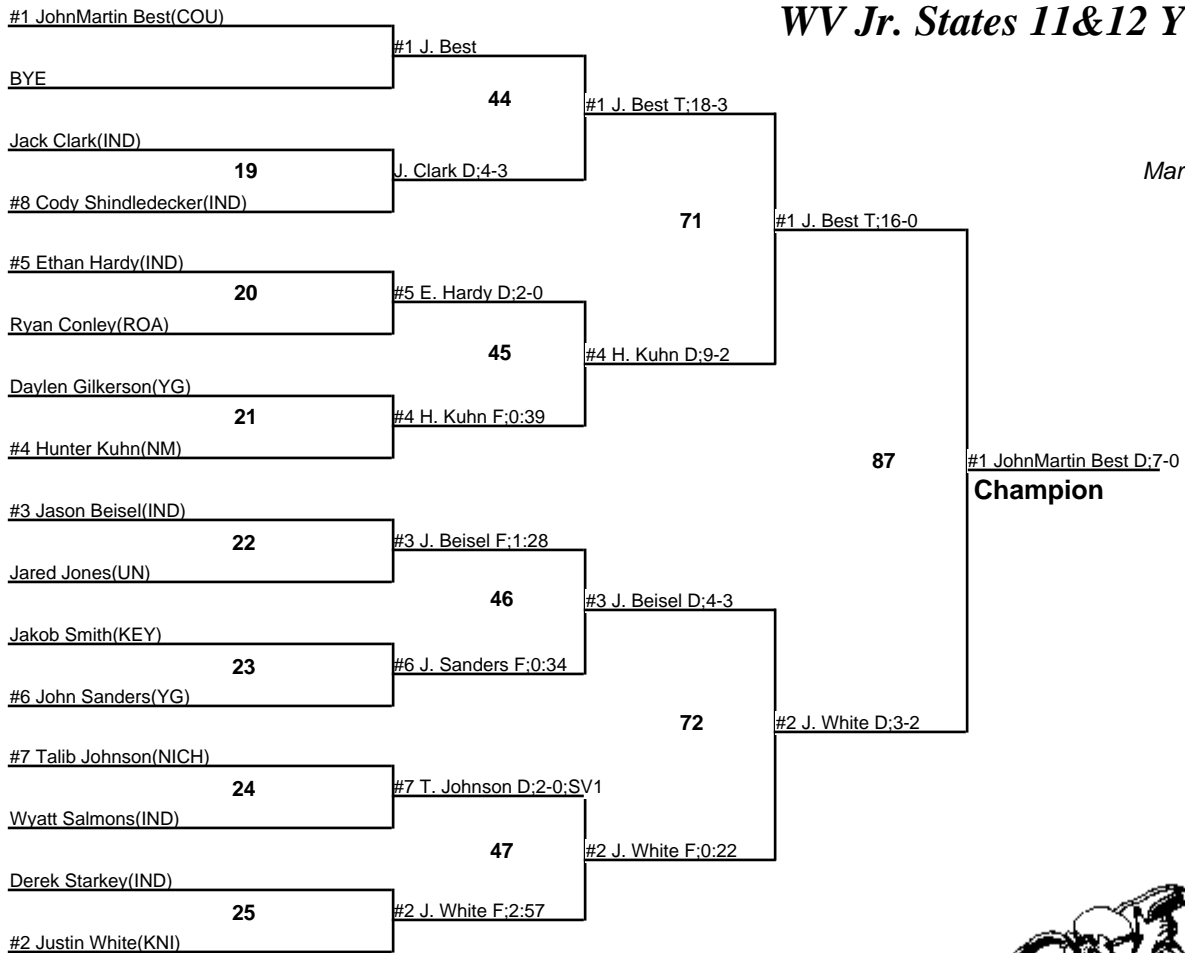 WV Jr. States 11&12 Y
Mar
#1 JohnMartin Best(COU)
BYE
Jack Clark(IND)
19
#8 Cody Shindledecker(IND)
#5 Ethan Hardy(IND)
20
Ryan Conley(ROA)
Daylen Gilkerson(YG)
21
#4 Hunter Kuhn(NM)
#3 Jason Beisel(IND)
22
Jared Jones(UN)
Jakob Smith(KEY)
23
#6 John Sanders(YG)
#7 Talib Johnson(NICH)
24
Wyatt Salmons(IND)
Derek Starkey(IND)
25
#2 Justin White(KNI)
#1 J. Best
44
J. Clark D;4-3
#5 E. Hardy D;2-0
45
#4 H. Kuhn F;0:39
#3 J. Beisel F;1:28
46
#6 J. Sanders F;0:34
#7 T. Johnson D;2-0;SV1
47
#2 J. White F;2:57
#1 J. Best T;18-3
71
#4 H. Kuhn D;9-2
#3 J. Beisel D;4-3
72
#2 J. White F;0:22
#1 J. Best T;16-0
87
#2 J. White D;3-2
#1 JohnMartin Best D;7-0
Champion